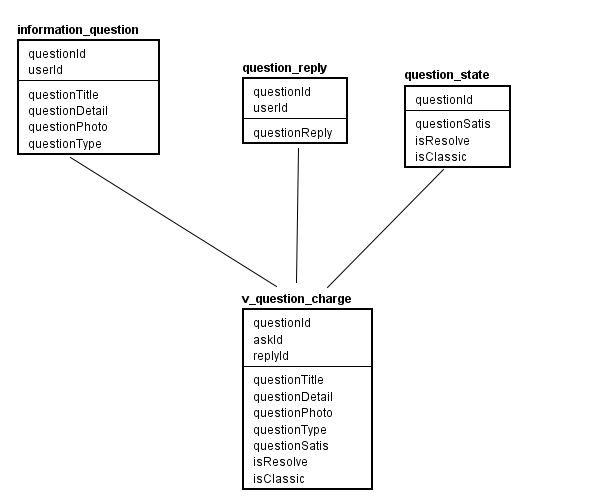 information_question
questionId
userId
questionTitle
questionDetail
questionPhoto
questionType
question_reply
questionId
userId
questionReply
question_state
questionId
questionSatis
isResolve
isClassic
v_question_charge
questionId
askId
replyId
questionTitle
questionDetail
questionPhoto
questionType
questionSatis
isResolve
isClassic